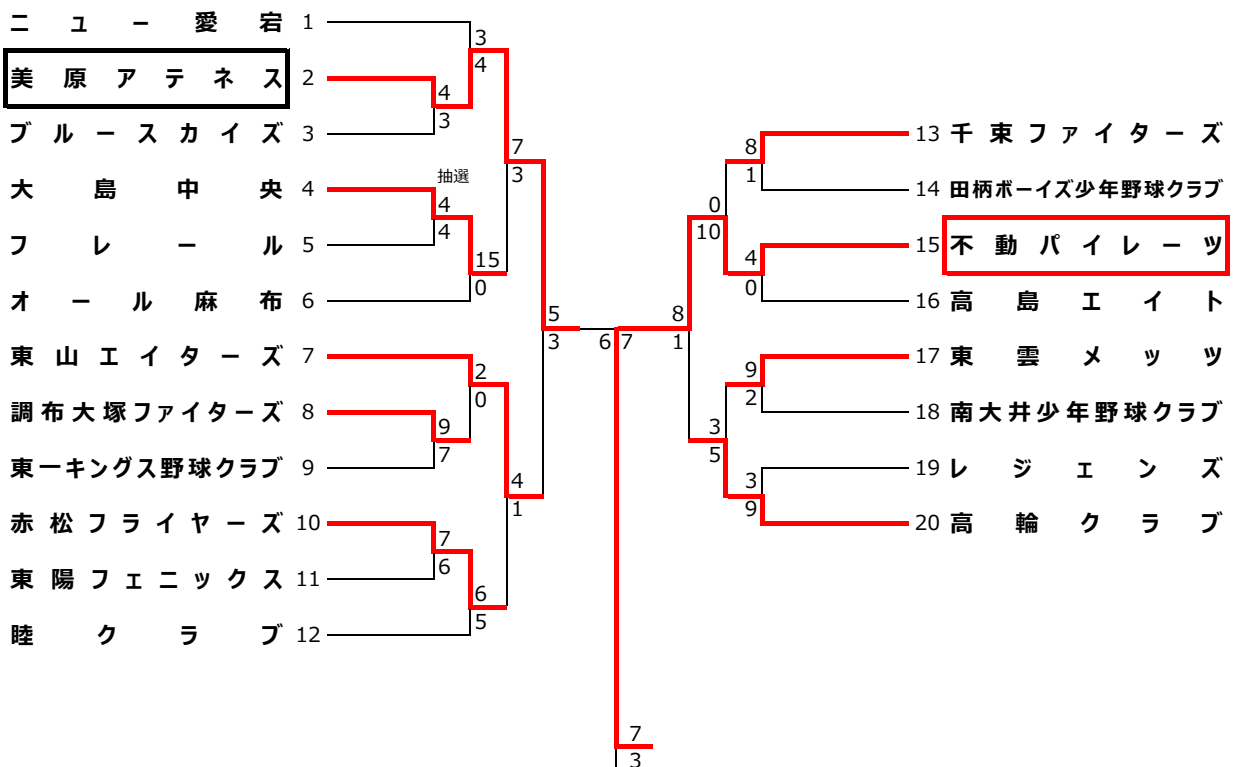 ニュー愛宕 1
美原アテネス 2
ブルースカイズ 3
大島中央 4
フレール 5
オール麻布 6
東山エイターズ 7
調布大塚ファイターズ 8
東一キングス野球クラブ 9
赤松フライヤーズ 10
東陽フェニックス 11
睦クラブ 12
4
3
抽選
4
4
9
7
7
6
3
4
15
0
2
0
6
5
7
3
4
1
5
3
6 7
8
1
0
10
3
5
8
1
4
0
9
2
3
9
13 千束ファイターズ
14 田柄ボーイズ少年野球クラブ
15 不動パイレーツ
16 高島エイト
17 東雲メッツ
18 南大井少年野球クラブ
19 レジェンズ
20 高輪クラブ
7
3